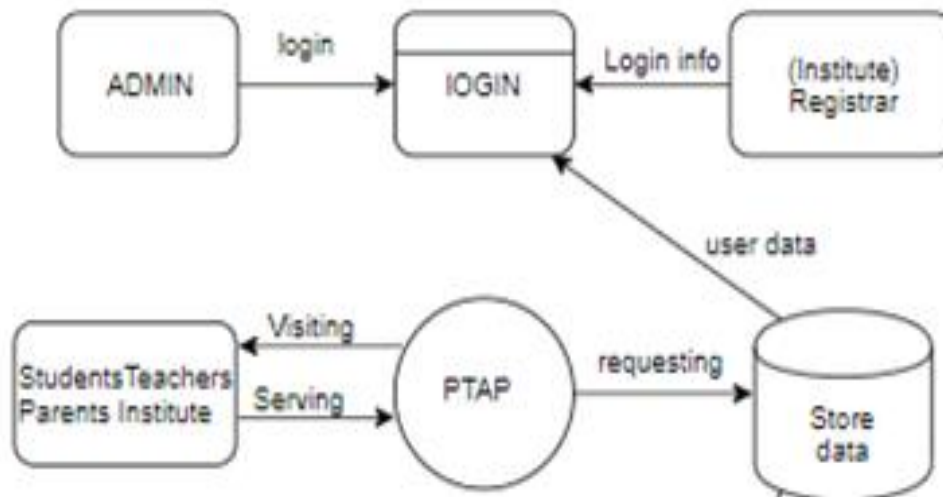 login
ADMIN
lOGIN
Login info
(Institute)
Registrar
user data
Visiting
StudentsTeachers
Parents Institute
Serving
PTAP
requesting
Store
data